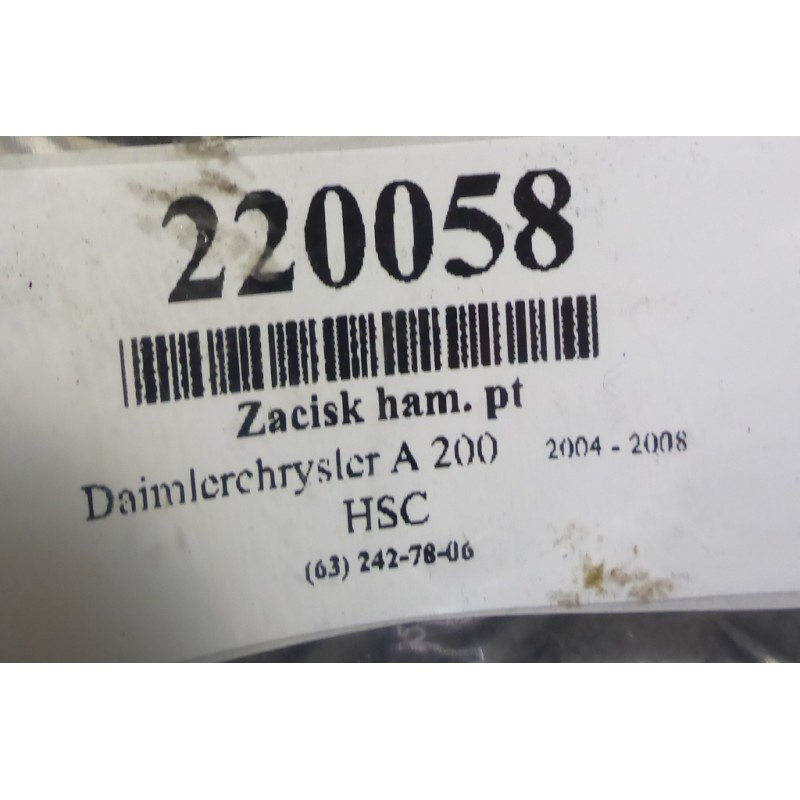 220058
Zacisk ham. pt
Daimlerchrysler A 200 2004 - 2008
HSC
(63) 242-78-06